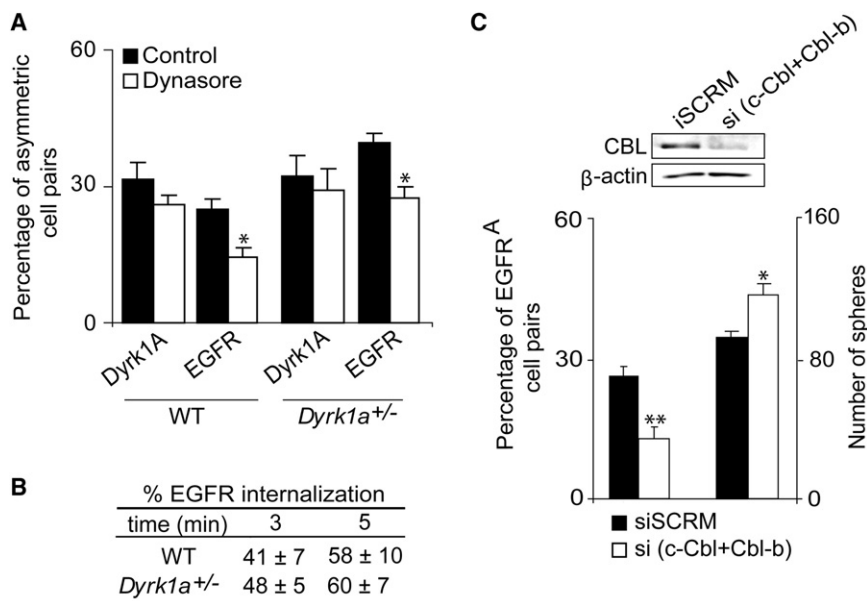 A
60
Control
Dynasore
Percentage of asymmetric
cell pairs
30
*
*
0
Dyrk1A
EGFR
Dyrk1A
EGFR
WT
Dyrk1a+/-
B
% EGFR internalization
time (min) 3 5
WT 41 ± 7 58 ± 10
Dyrk1a+/- 48 ± 5 60 ± 7
C
iSCRM
si (c-Cbl+Cbl-b)
CBL
β-actin
60
160
Percentage of EGFRA
cell pairs
*
30
80
Number of spheres
**
0
0
siSCRM
si (c-Cbl+Cbl-b)